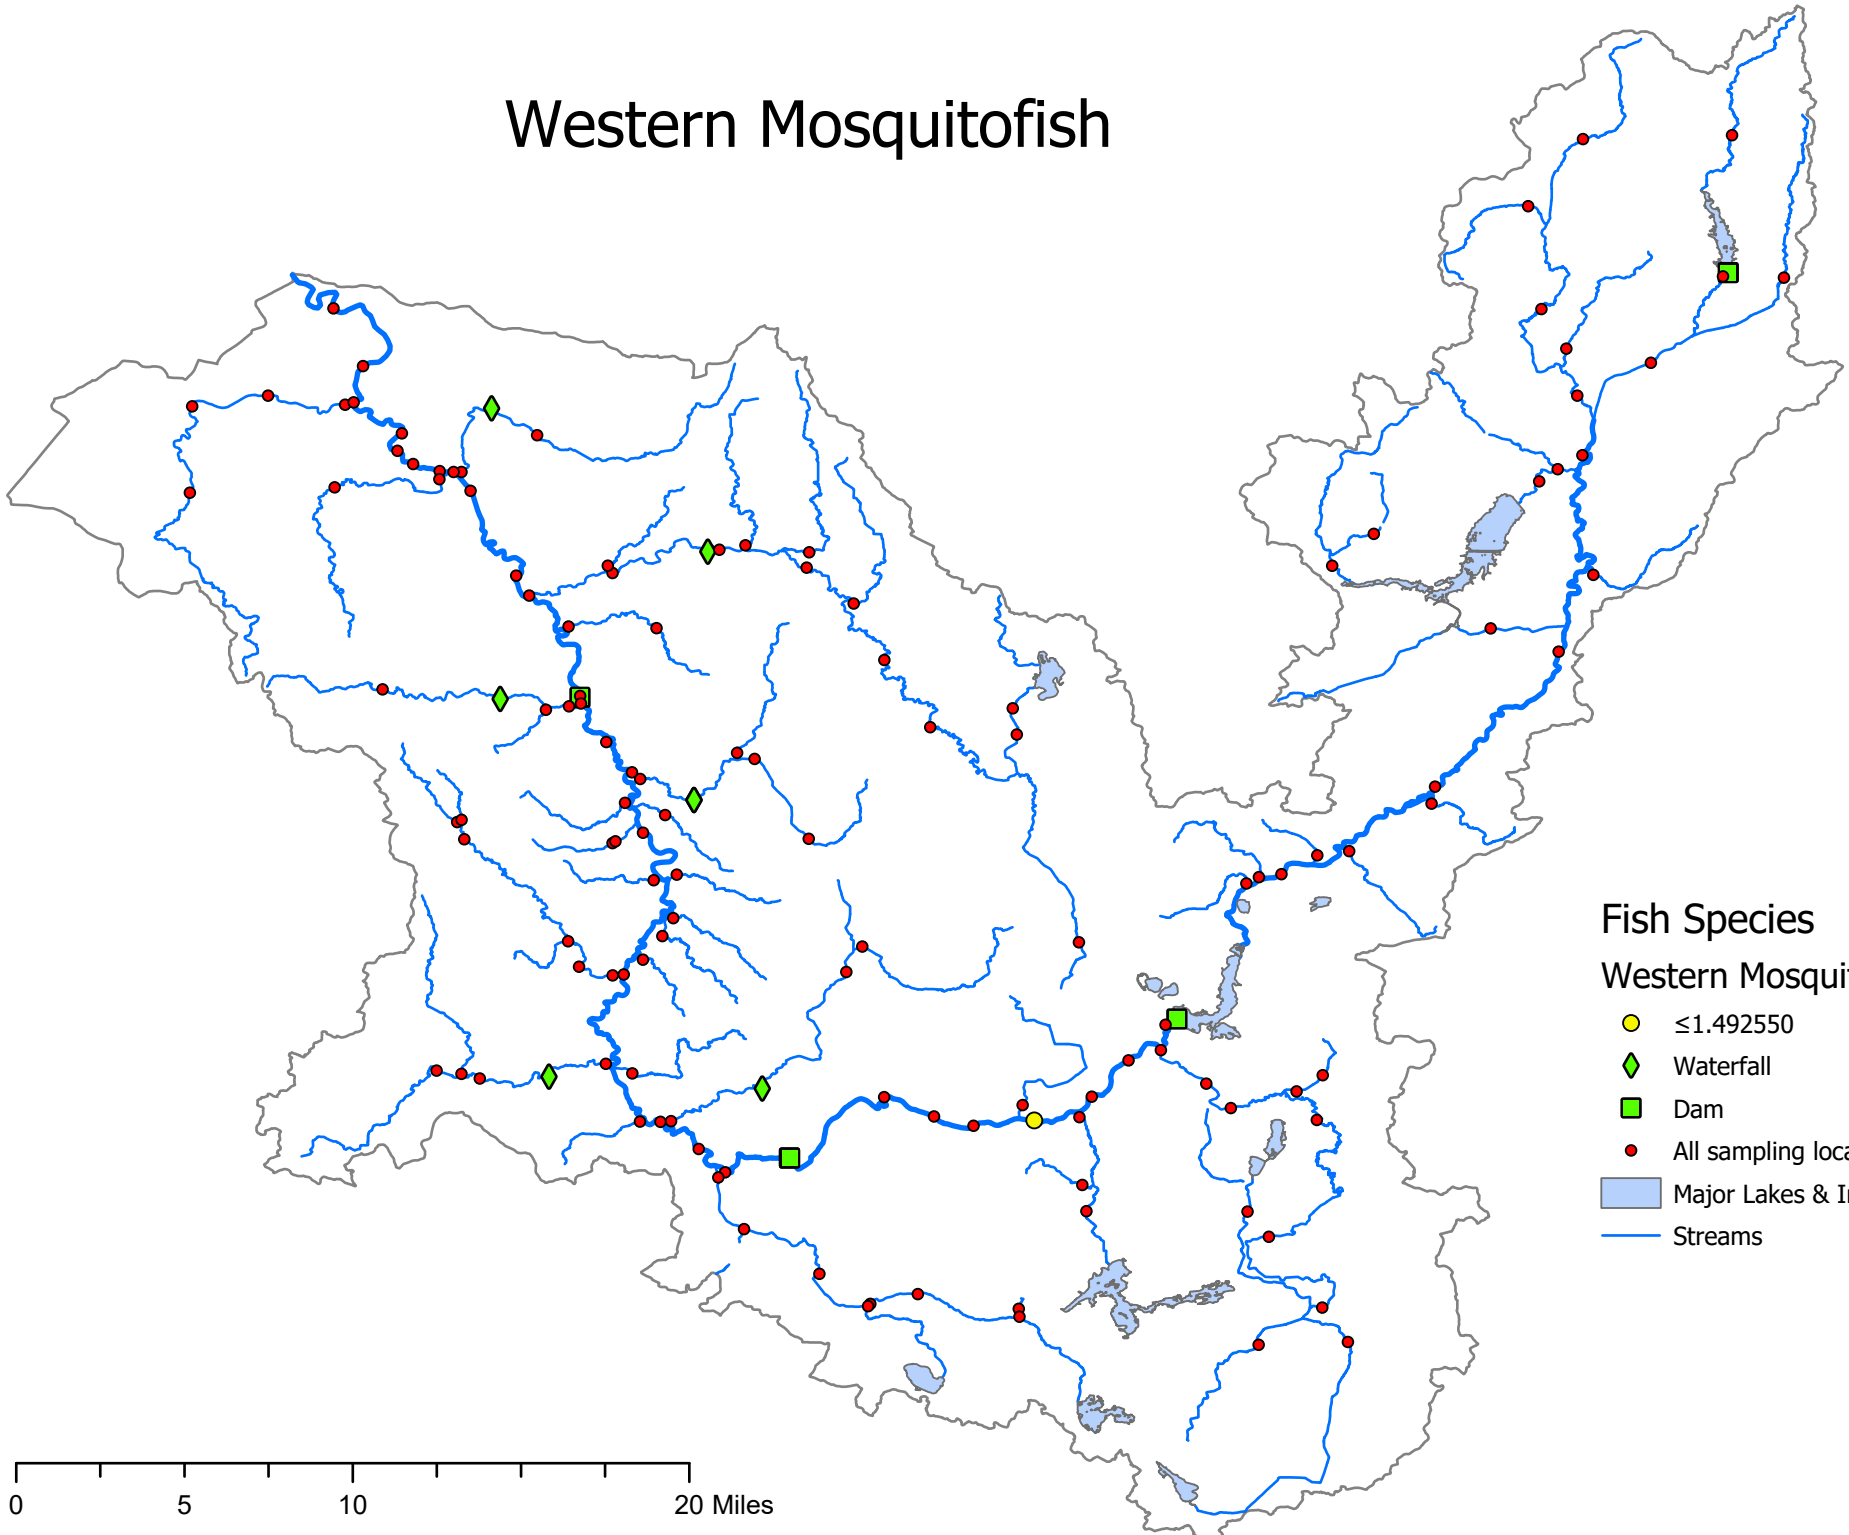 Western Mosquitofish
Fish Species
Western Mosquit
≤1.492550
Waterfall
Dam
All sampling loca
Major Lakes & I
Streams
0 5 10 20 Miles